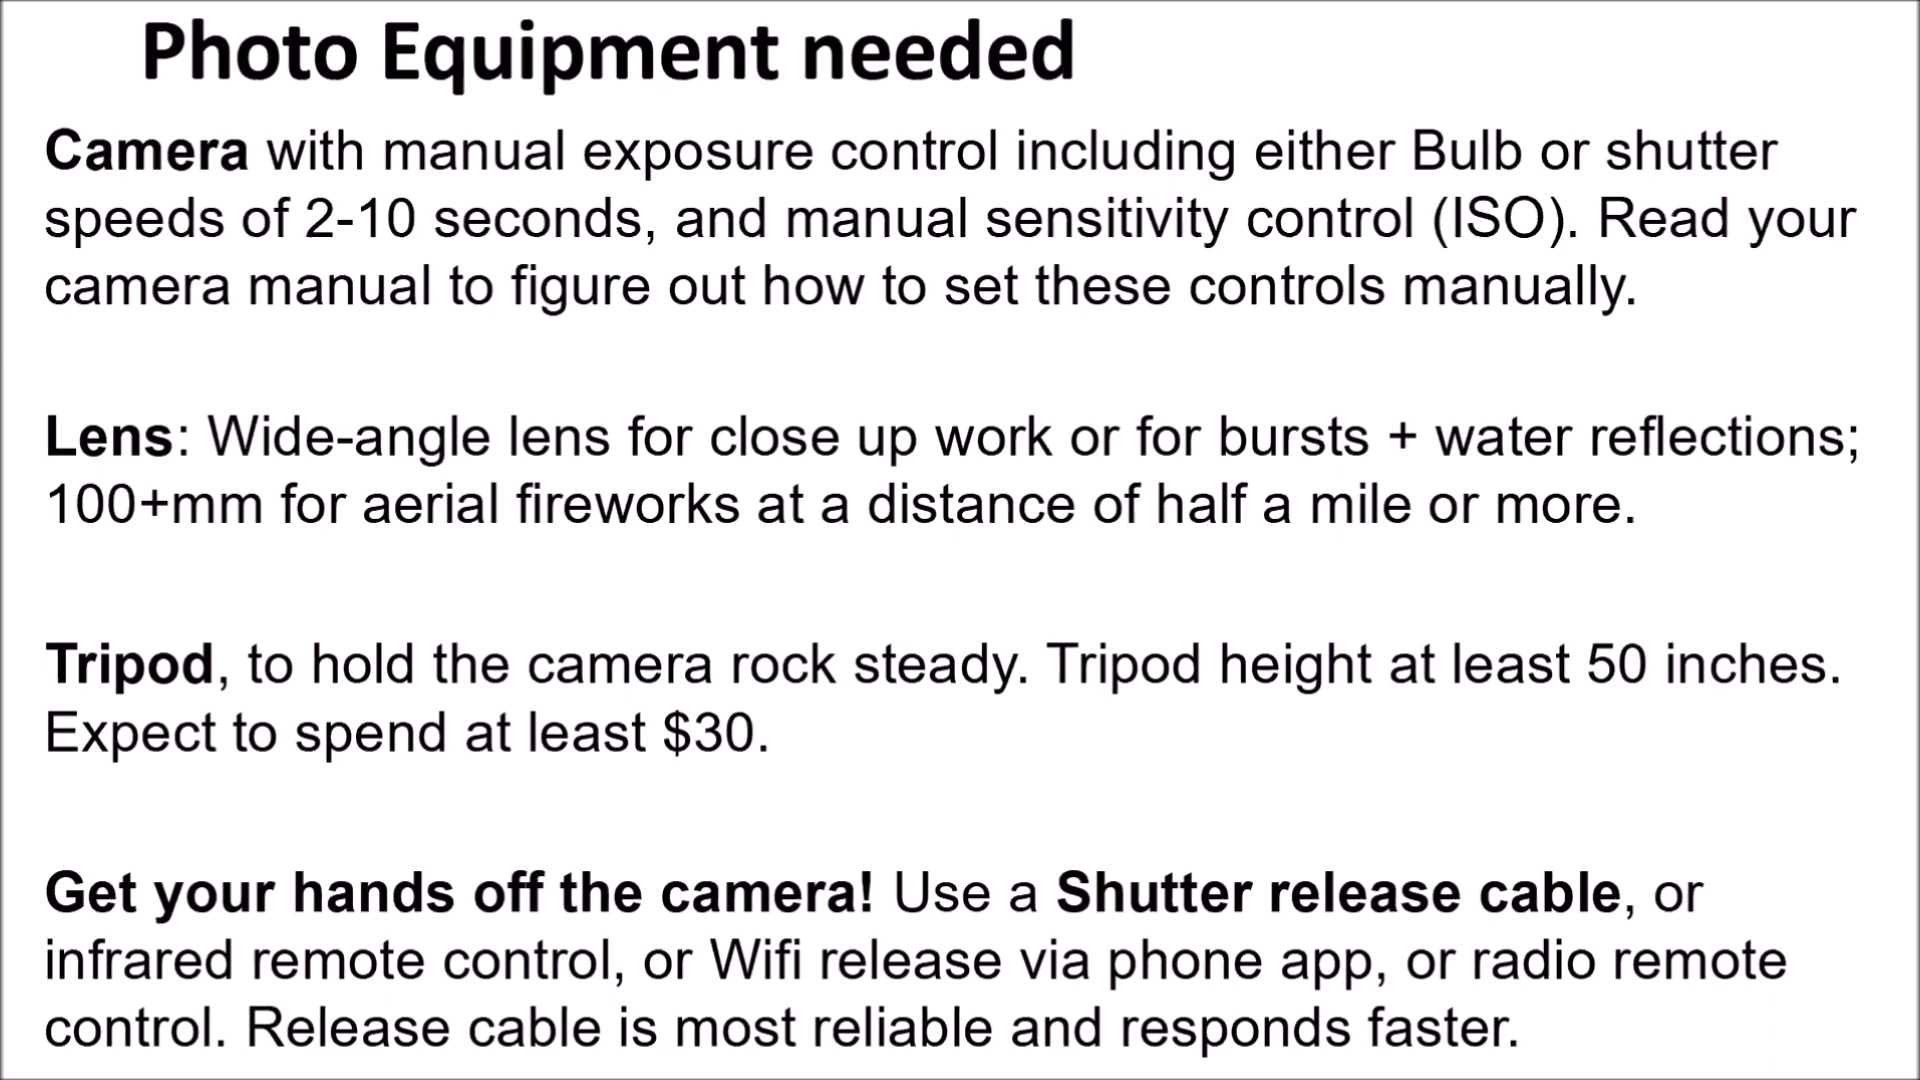 Photo Equipment needed
Camera with manual exposure control including either Bulb or shutter
speeds of 2-10 seconds, and manual sensitivity control (ISO). Read your
camera manual to figure out how to set these controls manually.
Lens: Wide-angle lens for close up work or for bursts + water reflections;
100+mm for aerial fireworks at a distance of half a mile or more.
Tripod, to hold the camera rock steady. Tripod height at least 50 inches.
Expect to spend at least $30.
Get your hands off the camera! Use a Shutter release cable, or
infrared remote control, or Wifi release via phone app, or radio remote
control. Release cable is most reliable and responds faster.